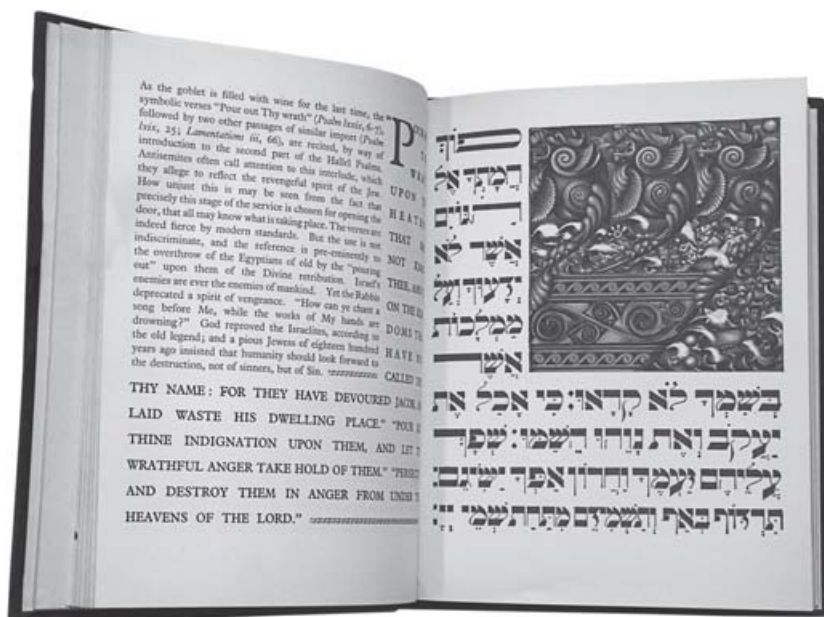 As the goblet is filled with wine for the last time, the
symbolic verses "Pour out Thy wrath" (Psalm lxxix, 6-7),
followed by two other passages of similar import (Psalm
lxix, 25; Lamentations iii, 66), are recited, by way of
introduction to the second part of the Hallel Psalms.
Antisemites often call attention to this interlude, which
they allege to reflect the revengeful spirit of the Jew.
How unjust this is may be seen from the fact that
precisely this stage of the service is chosen for opening the
door, that all may know what is taking place. The verses are
indeed fierce by modern standards. But the use is not
indiscriminate, and the reference is pre-eminently to
the overthrow of the Egyptians of old by the "pouring
out" upon them of the Divine retribution. Israel's
enemies are ever the enemies of mankind. Yet the Rabbis
deprecated a spirit of vengeance. "How can ye chant a
song before Me, while the works of My hands are
drowning?" God reproved the Israelites, according to
the old legend; and a pious Jewess of eighteen hundred
years ago insisted that humanity should look forward to
the destruction, not of sinners, but of Sin.
UPON
THAT
NOT
THEE,
ON THE
DOMS
HAVE
CALLED
THY NAME: FOR THEY HAVE DEVOURED JACOB,
LAID WASTE HIS DWELLING PLACE." "POUR
THINE INDIGNATION UPON THEM, AND LET
WRATHFUL ANGER TAKE HOLD OF THEM."
AND DESTROY THEM IN ANGER FROM UNDER
HEAVENS OF THE LORD."
שְׁפוֹךְ
חֲמָתְךָ אֶל
הַגּוֹיִם
אֲשֶׁר לֹא
יְדָעוּךָ וְעַל
מַמְלָכוֹת
אֲשֶׁר
בְּשִׁמְךָ לֹא קָרָאוּ: כִּי אָכַל אֶת
יַעֲקֹב וְאֶת נָוֵהוּ הֵשַׁמּוּ: שְׁפָךְ
עֲלֵיהֶם זַעְמֶךָ וַחֲרוֹן אַפְּךָ יַשִּׂיגֵם:
תִּרְדּוֹף בְּאַף וְתַשְׁמִידֵם מִתַּחַת שְׁמֵי יְיָ: